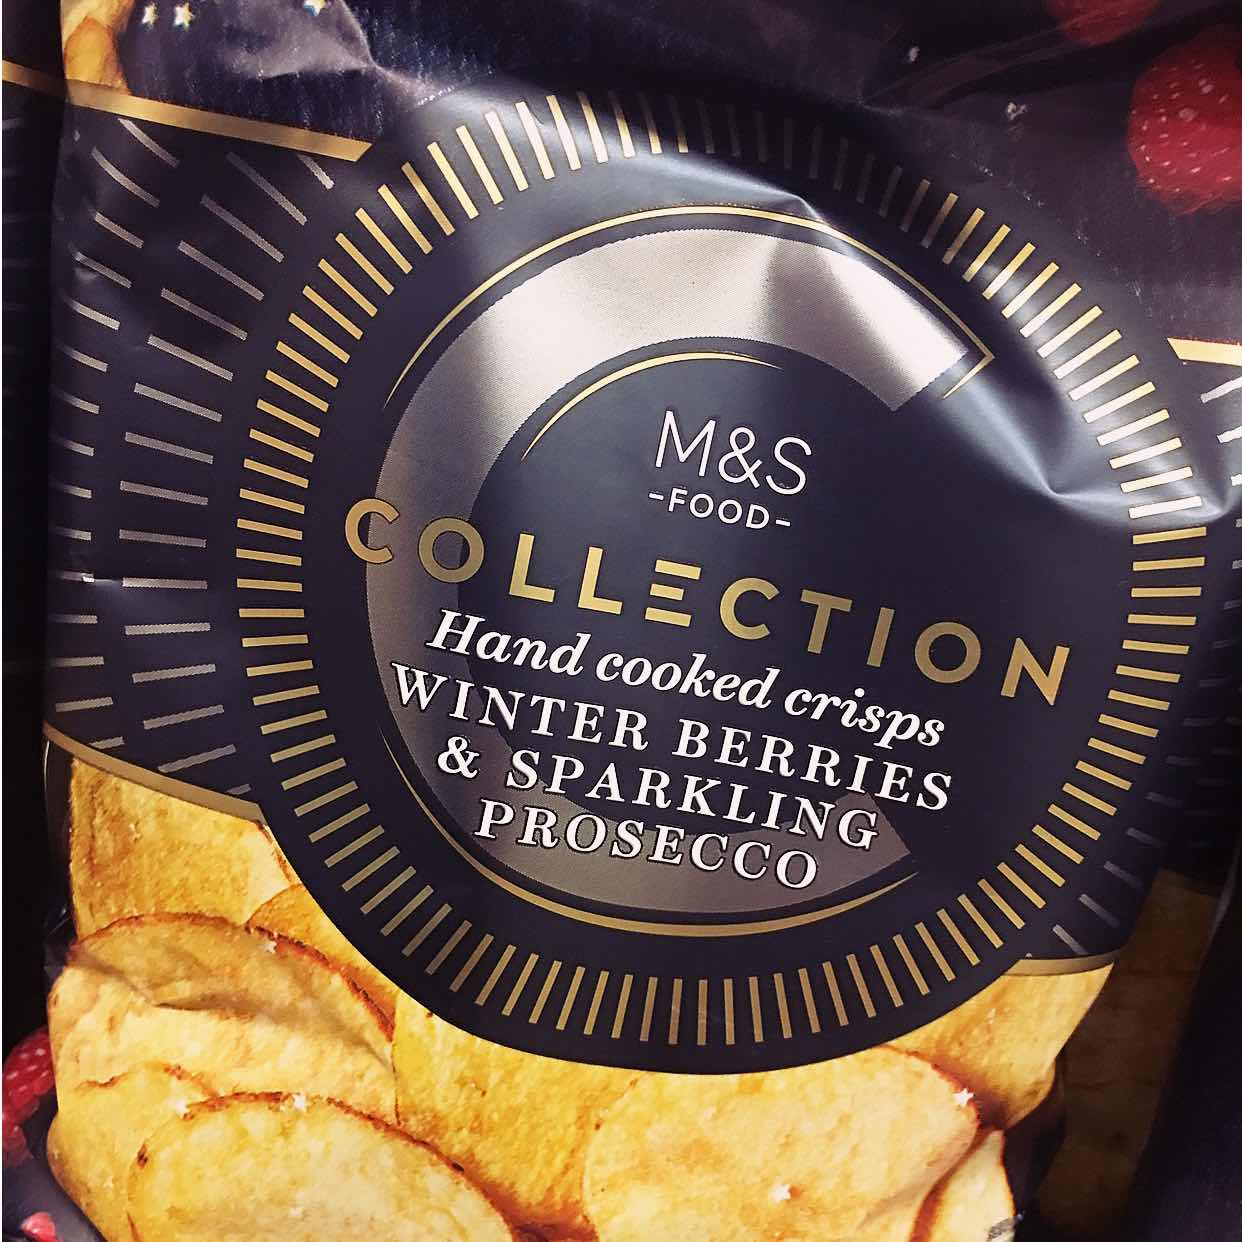 M&S
-FOOD-
COLLECTION
Hand cooked crisps
WINTER BERRIES
& SPARKLING
PROSECCO